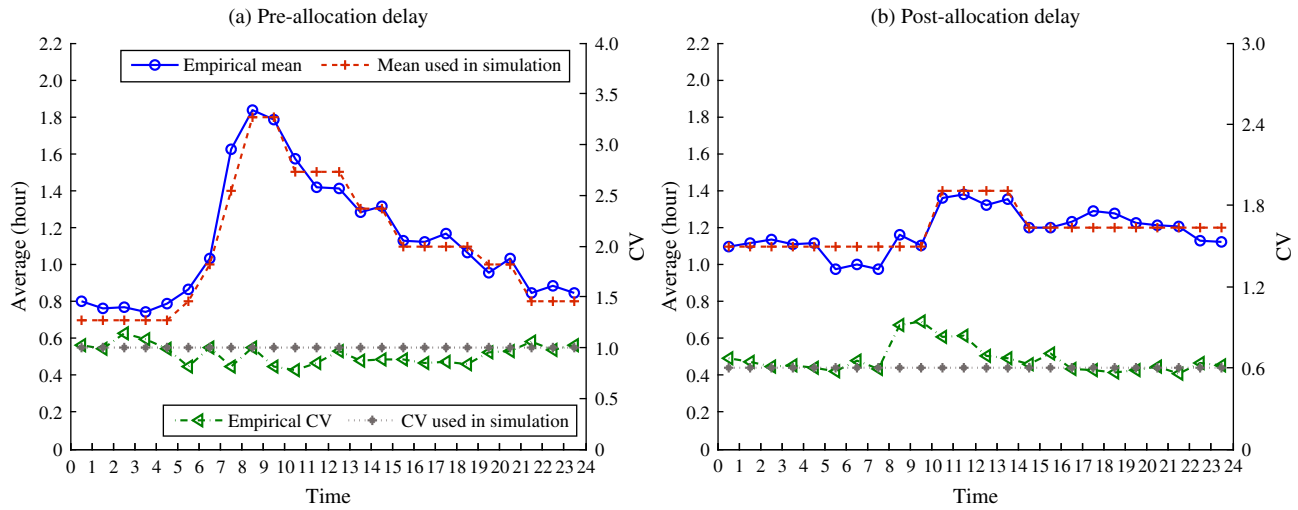 (a) Pre-allocation delay
2.2
2.0
1.8
1.6
1.4
1.2
1.0
0.8
0.6
0.4
0.2
0
Average (hour)
Empirical mean
Mean used in simulation
Empirical CV
CV used in simulation
4.0
3.5
3.0
2.5
2.0
1.5
1.0
0.5
0
CV
0 1 2 3 4 5 6 7 8 9 10 11 12 13 14 15 16 17 18 19 20 21 22 23 24
Time
(b) Post-allocation delay
2.2
2.0
1.8
1.6
1.4
1.2
1.0
0.8
0.6
0.4
0.2
0
Average (hour)
3.0
2.4
1.8
1.2
0.6
0
CV
0 1 2 3 4 5 6 7 8 9 10 11 12 13 14 15 16 17 18 19 20 21 22 23 24
Time